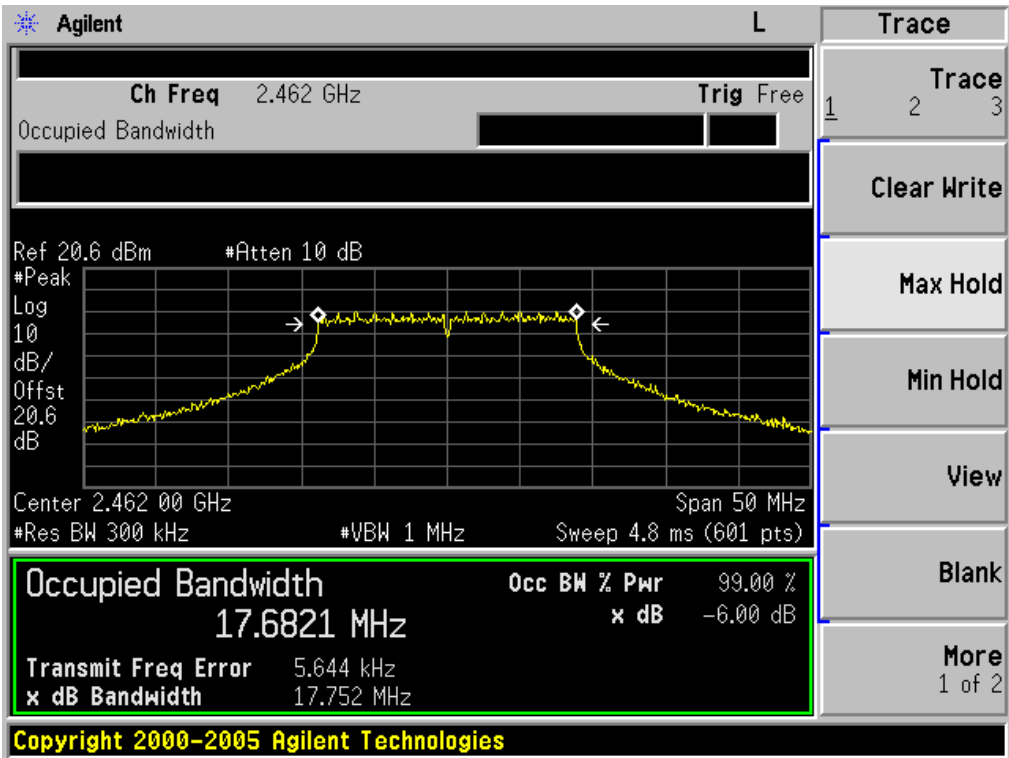 Agilent L Trace
Ch Freq 2.462 GHz Trig Free
Occupied Bandwidth
Ref 20.6 dBm #Atten 10 dB
#Peak
Log
10
dB/
Offst
20.6
dB
Center 2.462 00 GHz Span 50 MHz
#Res BW 300 kHz #VBW 1 MHz Sweep 4.8 ms (601 pts)
Occupied Bandwidth
17.6821 MHz
Occ BW % Pwr 99.00 %
x dB -6.00 dB
Transmit Freq Error 5.644 kHz
x dB Bandwidth 17.752 MHz
Copyright 2000-2005 Agilent Technologies
Trace
1 2 3
Clear Write
Max Hold
Min Hold
View
Blank
More
1 of 2